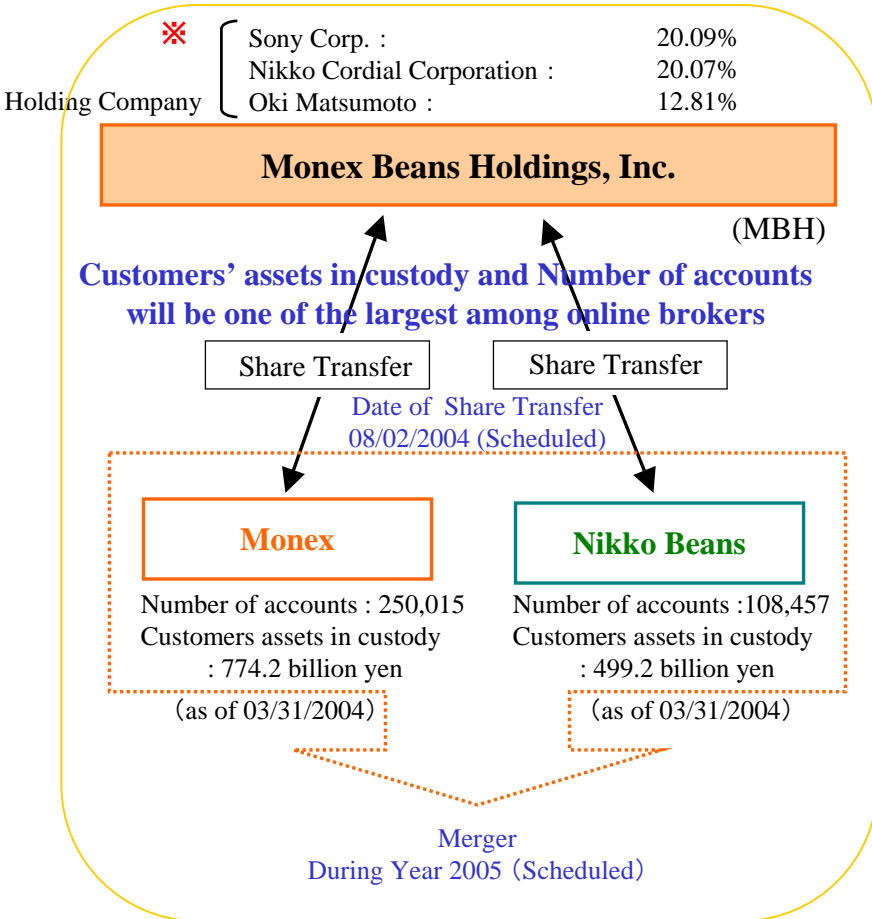 ※
Sony Corp. : 20.09%
Nikko Cordial Corporation : 20.07%
Holding Company Oki Matsumoto : 12.81%
Monex Beans Holdings, Inc.
(MBH)
Customers’ assets in custody and Number of accounts
will be one of the largest among online brokers
Share Transfer Share Transfer
Date of Share Transfer
08/02/2004 (Scheduled)
Monex
Number of accounts : 250,015
Customers assets in custody
: 774.2 billion yen
(as of 03/31/2004)
Nikko Beans
Number of accounts :108,457
Customers assets in custody
: 499.2 billion yen
(as of 03/31/2004)
Merger
During Year 2005 (Scheduled)